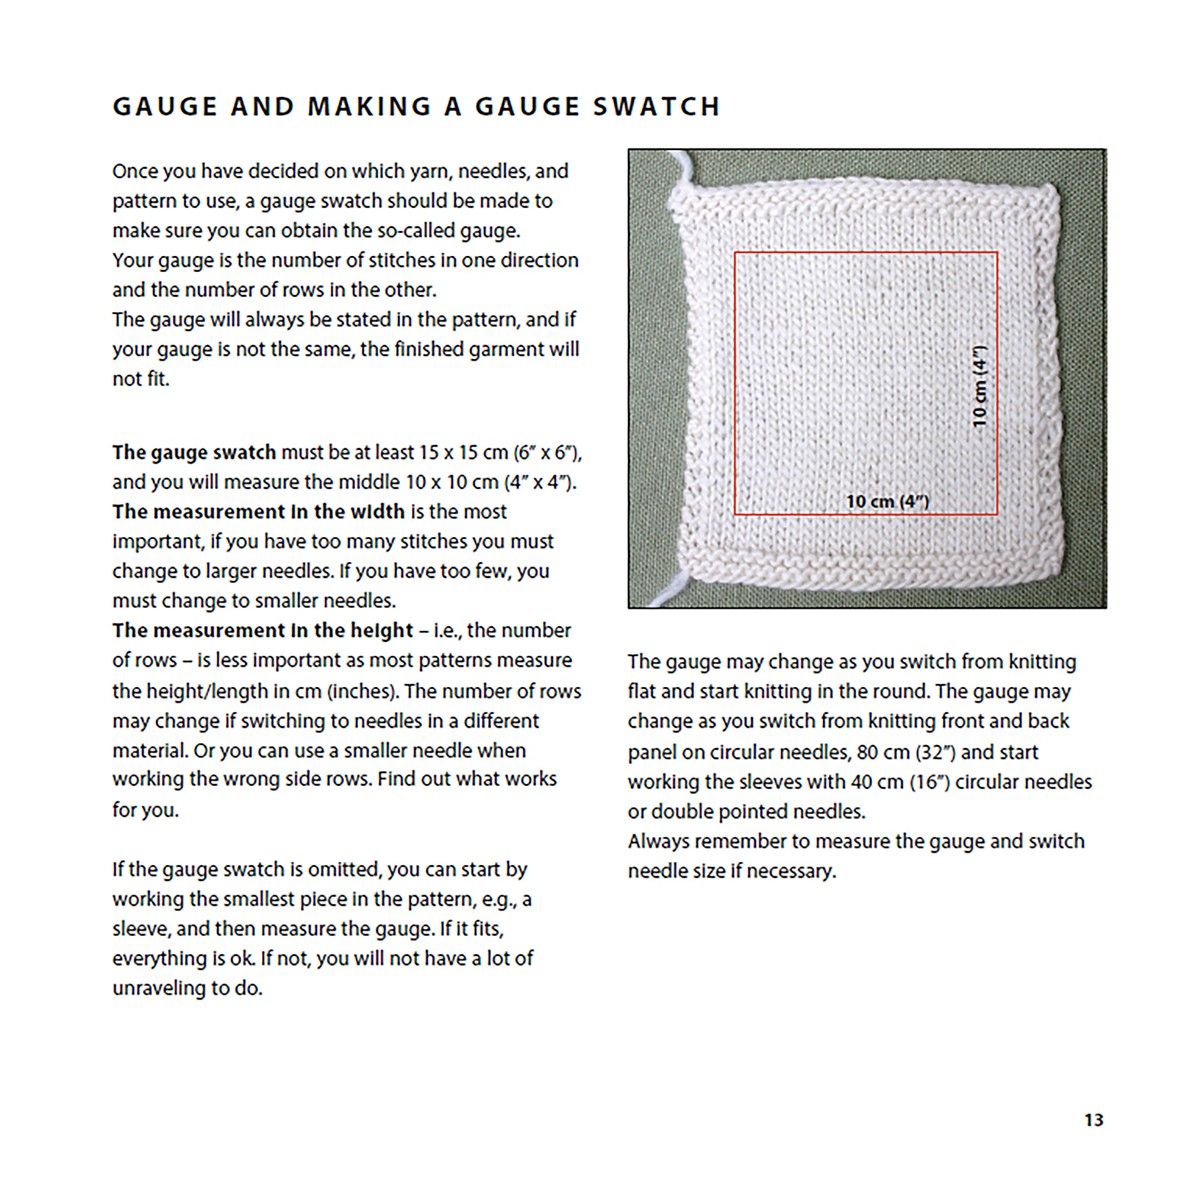 GAUGE AND MAKING A GAUGE SWATCH
Once you have decided on which yarn, needles, and
pattern to use, a gauge swatch should be made to
make sure you can obtain the so-called gauge.
Your gauge is the number of stitches in one direction
and the number of rows in the other.
The gauge will always be stated in the pattern, and if
your gauge is not the same, the finished garment will
not fit.
The gauge swatch must be at least 15 x 15 cm (6” x 6”),
and you will measure the middle 10 x 10 cm (4” x 4”).
The measurement in the width is the most
important, if you have too many stitches you must
change to larger needles. If you have too few, you
must change to smaller needles.
The measurement in the height – i.e., the number
of rows – is less important as most patterns measure
the height/length in cm (inches). The number of rows
may change if switching to needles in a different
material. Or you can use a smaller needle when
working the wrong side rows. Find out what works
for you.
If the gauge swatch is omitted, you can start by
working the smallest piece in the pattern, e.g., a
sleeve, and then measure the gauge. If it fits,
everything is ok. If not, you will not have a lot of
unraveling to do.
10 cm (4”)
10 cm (4”)
The gauge may change as you switch from knitting
flat and start knitting in the round. The gauge may
change as you switch from knitting front and back
panel on circular needles, 80 cm (32”) and start
working the sleeves with 40 cm (16”) circular needles
or double pointed needles.
Always remember to measure the gauge and switch
needle size if necessary.
13